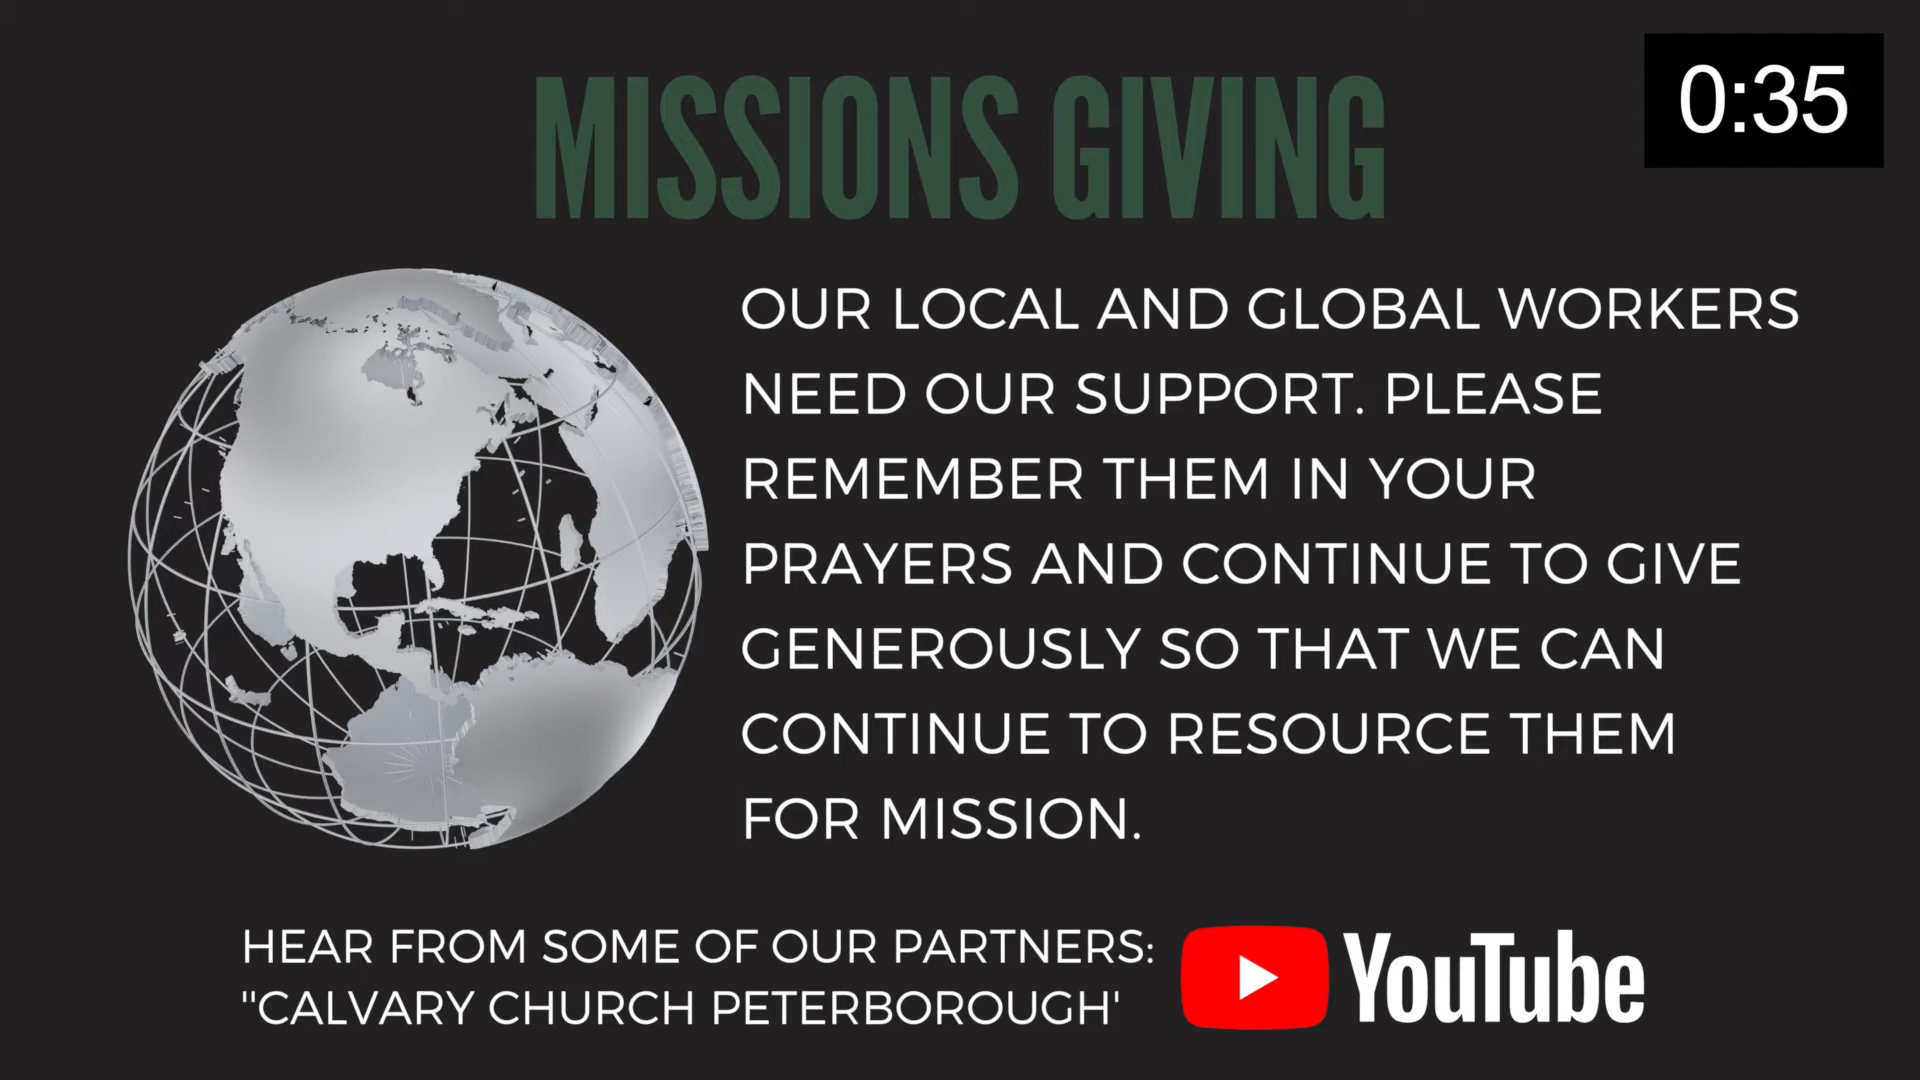 MISSIONS GIVING
0:35
OUR LOCAL AND GLOBAL WORKERS
NEED OUR SUPPORT. PLEASE
REMEMBER THEM IN YOUR
PRAYERS AND CONTINUE TO GIVE
GENEROUSLY SO THAT WE CAN
CONTINUE TO RESOURCE THEM
FOR MISSION.
HEAR FROM SOME OF OUR PARTNERS:
"CALVARY CHURCH PETERBOROUGH'
YouTube